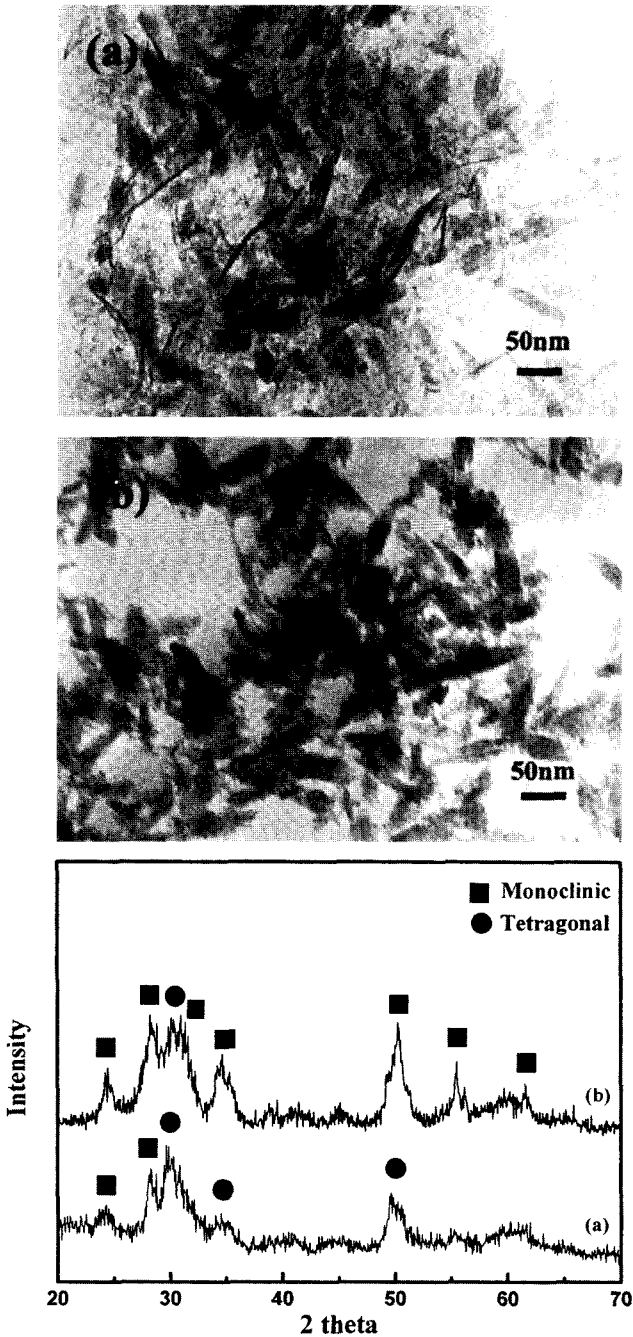 (a)
50nm
b)
50nm
■ Monoclinic
● Tetragonal
Intensity
(b)
(a)
20 30 40 50 60 70
2 theta